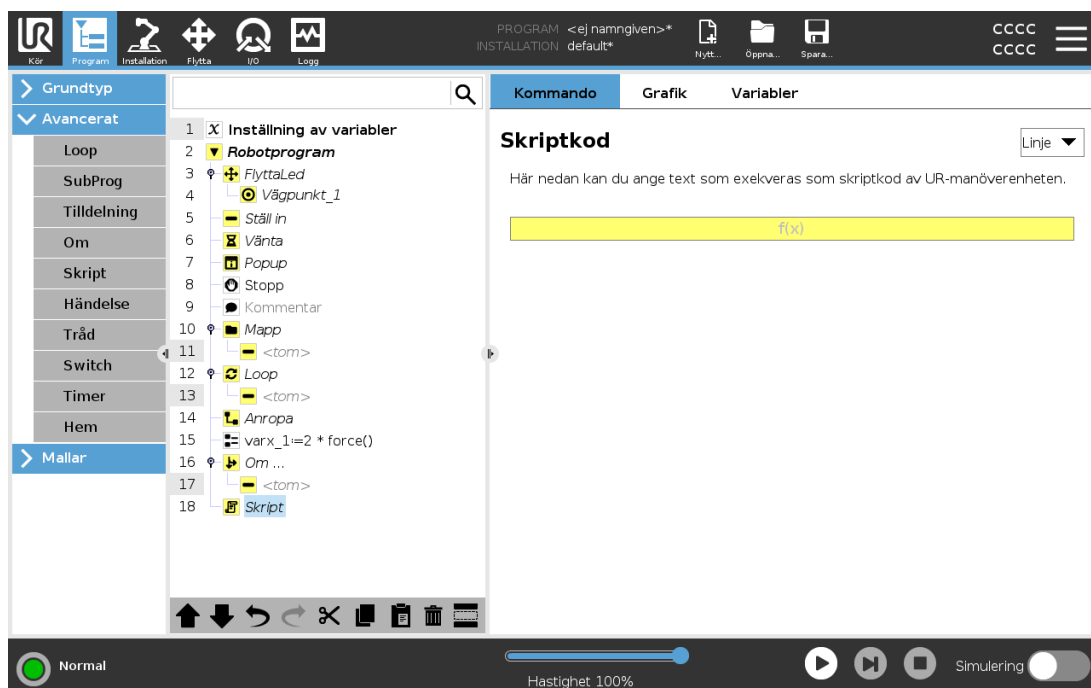 PROGRAM <ej namngiven>*
INSTALLATION default*
CCCC
CCCC
UR
Kör
Program
Installation
Flytta
I/O
Logg
Nytt...
Öppna...
Spara...
Grundtyp
Avancerat
Loop
SubProg
Tilldelning
Om
Skript
Händelse
Tråd
Switch
Timer
Hem
Mallar
1 X Inställning av variabler
2 Robotprogram
3 FlyttaLed
4 Vägpunkt_1
5 Ställ in
6 Vänta
7 Popup
8 Stopp
9 Kommentar
10 Mapp
11 <tom>
12 Loop
13 <tom>
14 Anropa
15 varx_1:=2 * force()
16 Om ...
17 <tom>
18 Skript
Kommando Grafik Variabler
Skriptkod
Linje
Här nedan kan du ange text som exekveras som skriptkod av UR-manöverenheten.
f(x)
Normal
Hastighet 100%
Simulering